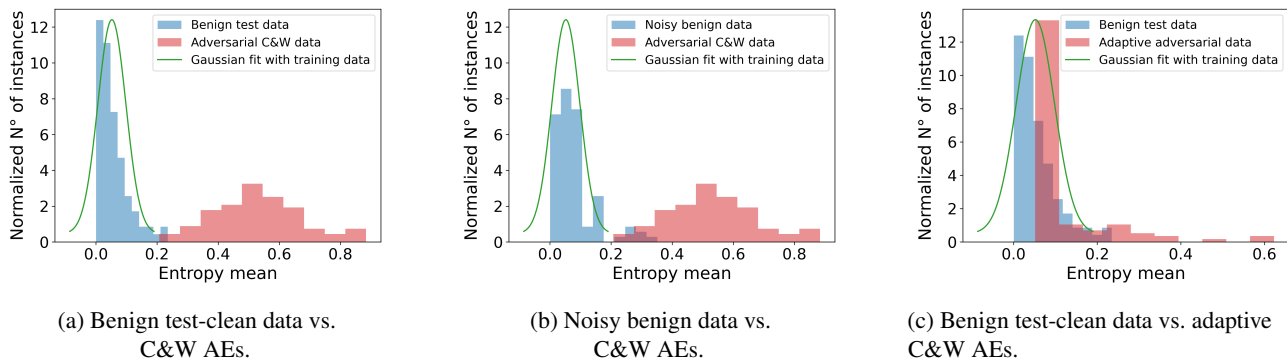 Normalized N° of instances
12
10
8
6
4
2
0
0.0 0.2 0.4 0.6 0.8
Entropy mean
Benign test data
Adversarial C&W data
Gaussian fit with training data
(a) Benign test-clean data vs.
C&W AEs.
Normalized N° of instances
12
10
8
6
4
2
0
0.0 0.2 0.4 0.6 0.8
Entropy mean
Noisy benign data
Adversarial C&W data
Gaussian fit with training data
(b) Noisy benign data vs.
C&W AEs.
Normalized N° of instances
12
10
8
6
4
2
0
0.0 0.2 0.4 0.6
Entropy mean
Benign test data
Adaptive adversarial data
Gaussian fit with training data
(c) Benign test-clean data vs. adaptive
C&W AEs.